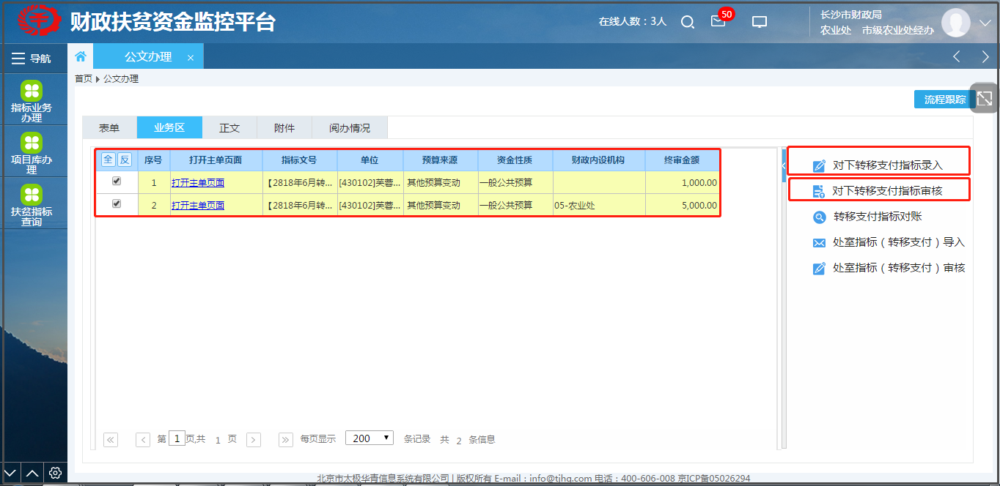 财政扶贫资金监控平台
在线人数：3人
50
长沙市财政局
农业处 市级农业处经办
导航
公文办理 ×
首页 公文办理
指标业务
办理
项目库办
理
扶贫指标
查询
流程跟踪
表单 业务区 正文 附件 阅办情况
全 反 序号 打开主单页面 指标文号 单位 预算来源 资金性质 财政内设机构 终审金额
1 打开主单页面 【2818年6月转... [430102]芙蓉... 其他预算变动 一般公共预算 1,000.00
2 打开主单页面 【2818年6月转... [430102]芙蓉... 其他预算变动 一般公共预算 05-农业处 5,000.00
对下转移支付指标录入
对下转移支付指标审核
转移支付指标对账
处室指标（转移支付）导入
处室指标（转移支付）审核
第 1 页,共 1 页 每页显示 200 条记录 共 2 条信息
北京市太极华青信息系统有限公司 | 版权所有 E-mail：info@tjhq.com 电话：400-606-008 京ICP备05026294